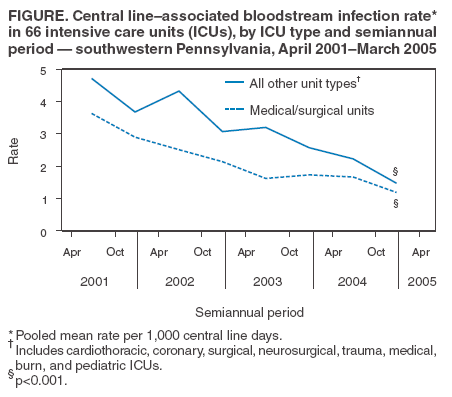 FIGURE. Central line–associated bloodstream infection rate*
in 66 intensive care units (ICUs), by ICU type and semiannual
period — southwestern Pennsylvania, April 2001–March 2005
5
All other unit types†
4
Medical/surgical units
3
Rate
2
§
1
§
0
Apr Oct Apr Oct Apr Oct Apr Oct Apr
2001 2002 2003 2004 2005
Semiannual period
* Pooled mean rate per 1,000 central line days.
† Includes cardiothoracic, coronary, surgical, neurosurgical, trauma, medical,
burn, and pediatric ICUs.
§ p<0.001.